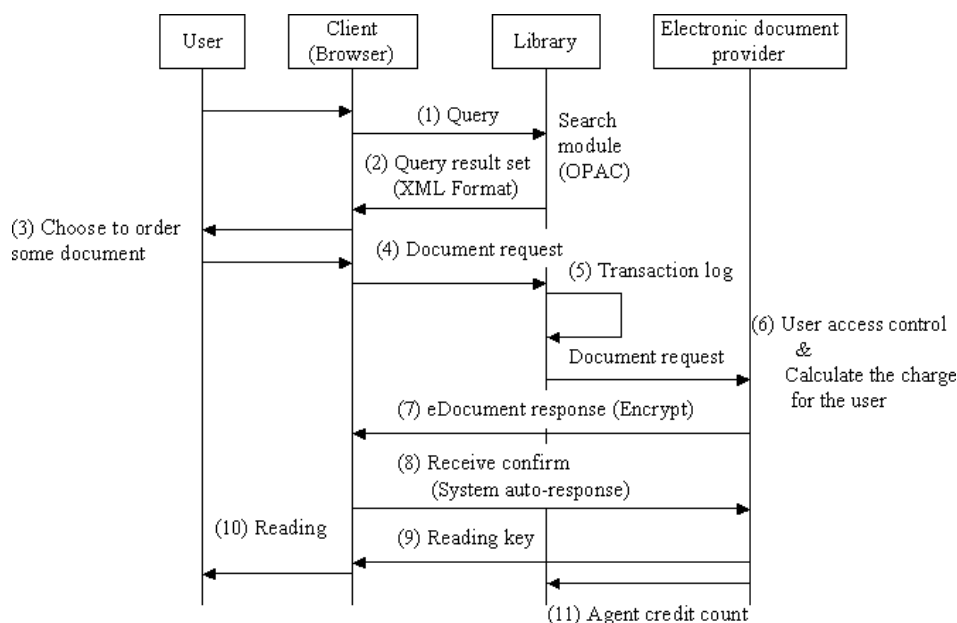 User
Client
(Browser)
Library
Electronic document
provider
(1) Query
Search
module
(OPAC)
(2) Query result set
(XML Format)
(3) Choose to order
some document
(4) Document request
(5) Transaction log
(6) User access control
&
Calculate the charge
for the user
Document request
(7) eDocument response (Encrypt)
(8) Receive confirm
(System auto-response)
(10) Reading
(9) Reading key
(11) Agent credit count